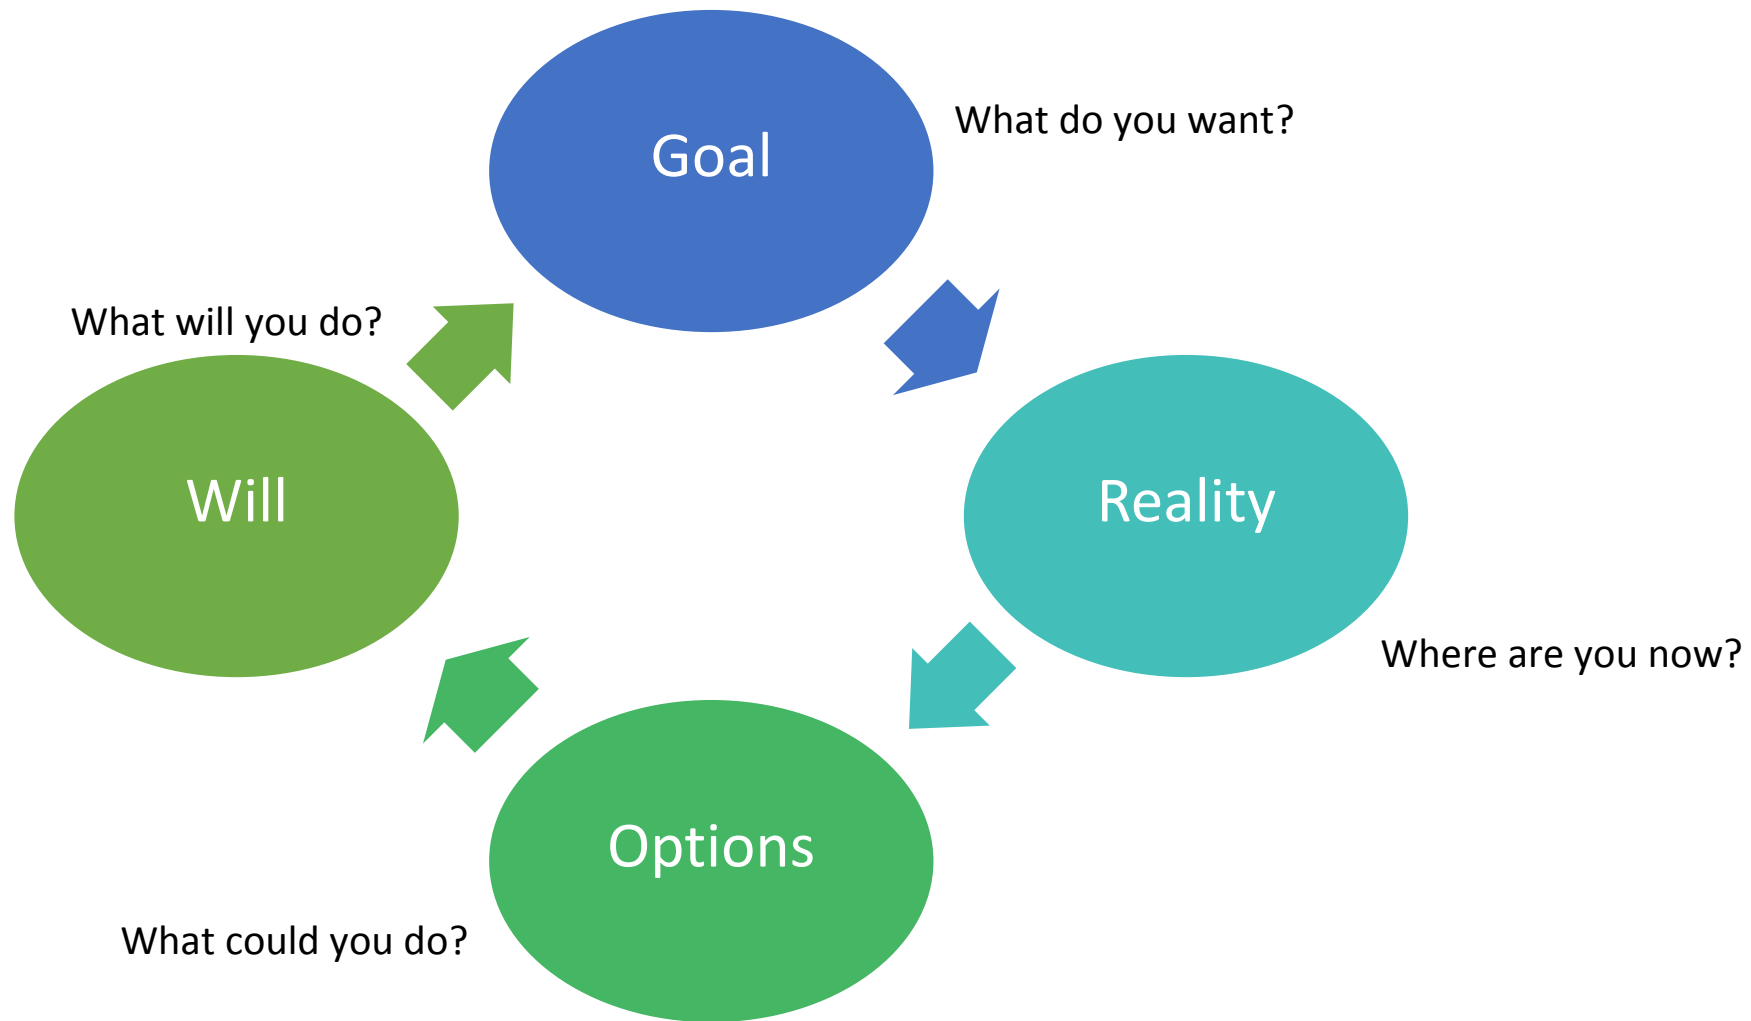 Goal
What do you want?
Reality
Where are you now?
Options
What could you do?
Will
What will you do?